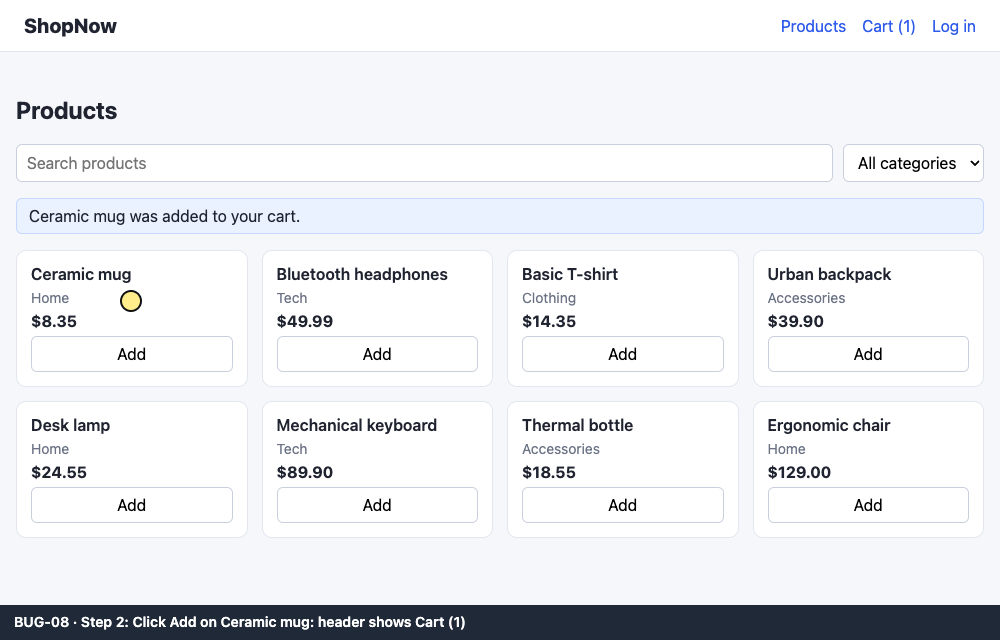 ShopNow
Products Cart (1) Log in
Products
Search products
All categories
Ceramic mug was added to your cart.
Ceramic mug
Home
$8.35
Add
Bluetooth headphones
Tech
$49.99
Add
Basic T-shirt
Clothing
$14.35
Add
Urban backpack
Accessories
$39.90
Add
Desk lamp
Home
$24.55
Add
Mechanical keyboard
Tech
$89.90
Add
Thermal bottle
Accessories
$18.55
Add
Ergonomic chair
Home
$129.00
Add
BUG-08 · Step 2: Click Add on Ceramic mug: header shows Cart (1)